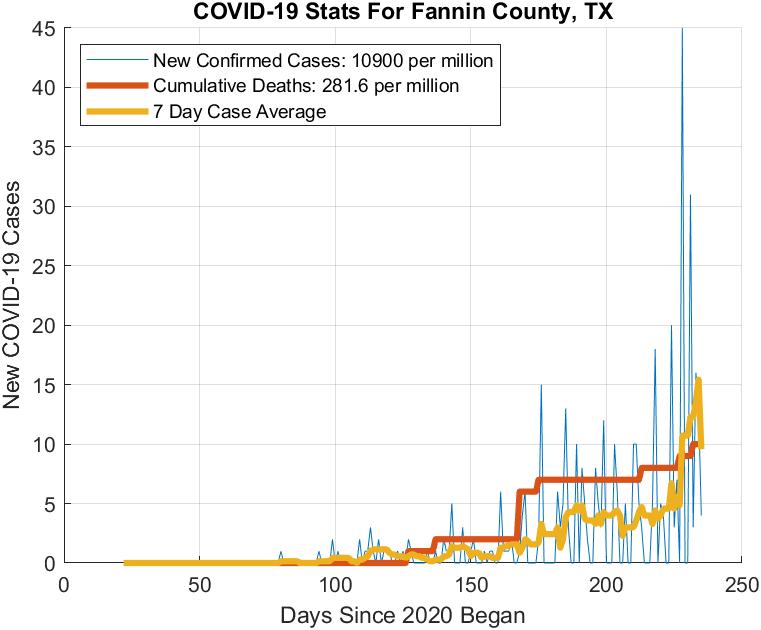 COVID-19 Stats For Fannin County, TX
New Confirmed Cases: 10900 per million
Cumulative Deaths: 281.6 per million
7 Day Case Average
New COVID-19 Cases
45
40
35
30
25
20
15
10
5
0
0 50 100 150 200 250
Days Since 2020 Began